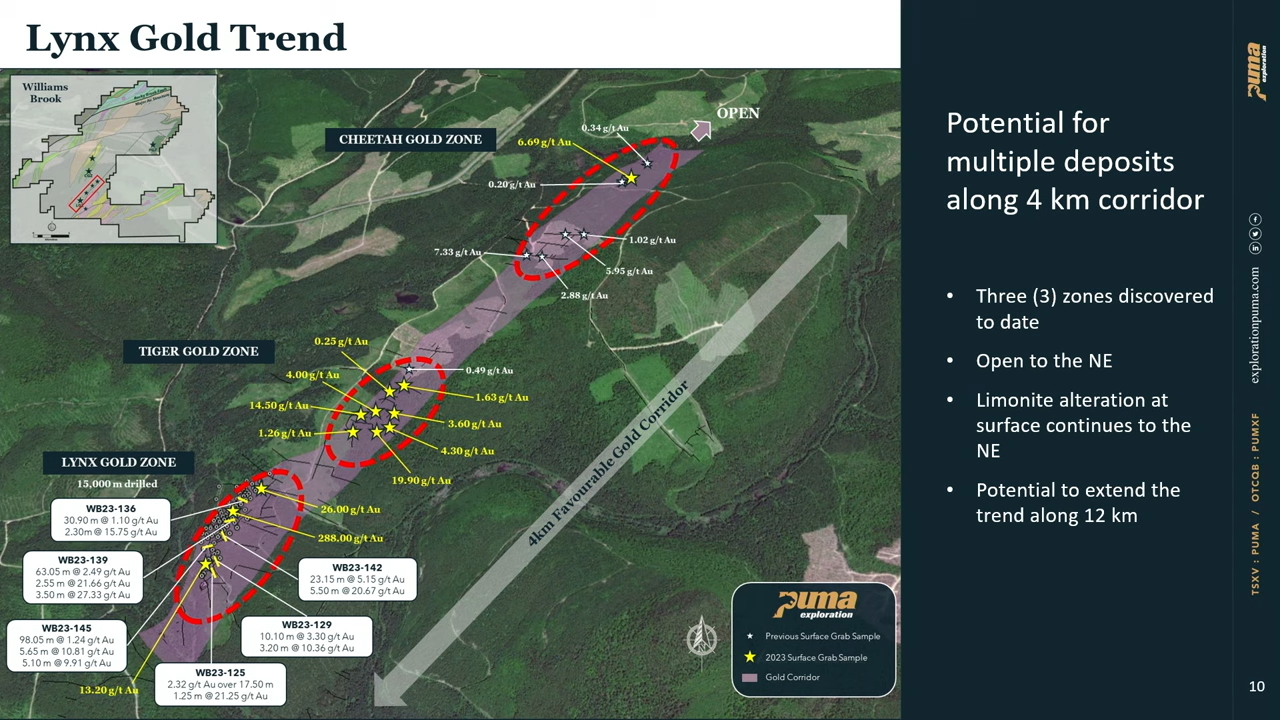 Lynx Gold Trend
Williams
Brook
CHEETAH GOLD ZONE
OPEN
0.34 g/t Au
6.69 g/t Au
0.20 g/t Au
1.02 g/t Au
7.33 g/t Au
5.95 g/t Au
2.88 g/t Au
TIGER GOLD ZONE
0.25 g/t Au
0.49 g/t Au
4.00 g/t Au
1.63 g/t Au
14.50 g/t Au
3.60 g/t Au
1.26 g/t Au
4.30 g/t Au
19.90 g/t Au
LYNX GOLD ZONE
15,000 m drilled
26.00 g/t Au
288.00 g/t Au
WB23-136
30.90 m @ 1.10 g/t Au
2.30m @ 15.75 g/t Au
WB23-139
63.05 m @ 2.49 g/t Au
2.55 m @ 21.66 g/t Au
3.50 m @ 27.33 g/t Au
WB23-142
23.15 m @ 5.15 g/t Au
5.50 m @ 20.67 g/t Au
WB23-145
98.05 m @ 1.24 g/t Au
5.65 m @ 10.81 g/t Au
5.10 m @ 9.91 g/t Au
WB23-129
10.10 m @ 3.30 g/t Au
3.20 m @ 10.36 g/t Au
WB23-125
2.32 g/t Au over 17.50 m
1.25 m @ 21.25 g/t Au
13.20 g/t Au
4km Favourable Gold Corridor
puma
exploration
Previous Surface Grab Sample
2023 Surface Grab Sample
Gold Corridor
Potential for
multiple deposits
along 4 km corridor
• Three (3) zones discovered
to date
• Open to the NE
• Limonite alteration at
surface continues to the
NE
• Potential to extend the
trend along 12 km
puma
exploration
explorationpuma.com
TSXV : PUMA / OTCQB : PUMXF
10